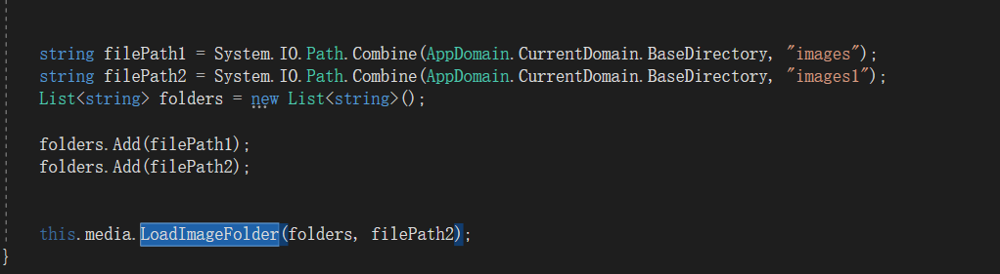 string filePath1 = System.IO.Path.Combine(AppDomain.CurrentDomain.BaseDirectory, "images");
string filePath2 = System.IO.Path.Combine(AppDomain.CurrentDomain.BaseDirectory, "images1");
List<string> folders = new List<string>();
folders.Add(filePath1);
folders.Add(filePath2);
this.media.LoadImageFolder(folders, filePath2);
}